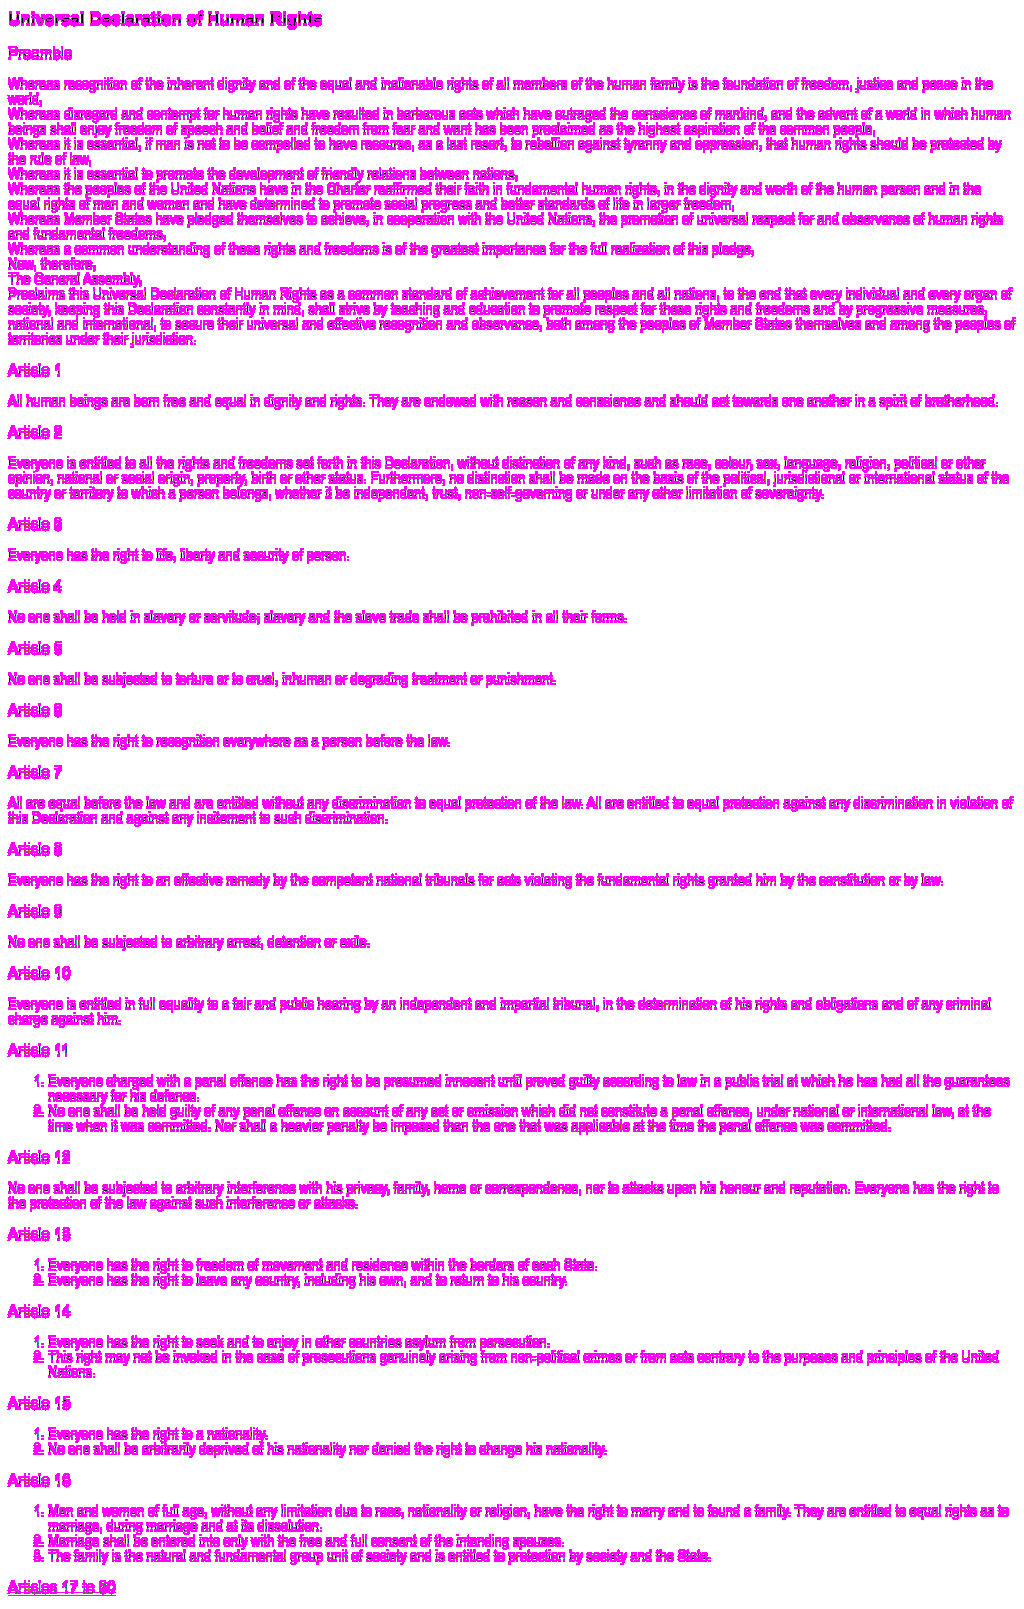 Universal Declaration of Human Rights
Preamble
Whereas recognition of the inherent dignity and of the equal and inalienable rights of all members of the human family is the foundation of freedom, justice and peace in the
world,
Whereas disregard and contempt for human rights have resulted in barbarous acts which have outraged the conscience of mankind, and the advent of a world in which human
beings shall enjoy freedom of speech and belief and freedom from fear and want has been proclaimed as the highest aspiration of the common people,
Whereas it is essential, if man is not to be compelled to have recourse, as a last resort, to rebellion against tyranny and oppression, that human rights should be protected by
the rule of law,
Whereas it is essential to promote the development of friendly relations between nations,
Whereas the peoples of the United Nations have in the Charter reaffirmed their faith in fundamental human rights, in the dignity and worth of the human person and in the
equal rights of men and women and have determined to promote social progress and better standards of life in larger freedom,
Whereas Member States have pledged themselves to achieve, in cooperation with the United Nations, the promotion of universal respect for and observance of human rights
and fundamental freedoms,
Whereas a common understanding of these rights and freedoms is of the greatest importance for the full realization of this pledge,
Now, therefore,
The General Assembly,
Proclaims this Universal Declaration of Human Rights as a common standard of achievement for all peoples and all nations, to the end that every individual and every organ of
society, keeping this Declaration constantly in mind, shall strive by teaching and education to promote respect for these rights and freedoms and by progressive measures,
national and international, to secure their universal and effective recognition and observance, both among the peoples of Member States themselves and among the peoples of
territories under their jurisdiction.
Article 1
All human beings are born free and equal in dignity and rights. They are endowed with reason and conscience and should act towards one another in a spirit of brotherhood.
Article 2
Everyone is entitled to all the rights and freedoms set forth in this Declaration, without distinction of any kind, such as race, colour, sex, language, religion, political or other
opinion, national or social origin, property, birth or other status. Furthermore, no distinction shall be made on the basis of the political, jurisdictional or international status of the
country or territory to which a person belongs, whether it be independent, trust, non-self-governing or under any other limitation of sovereignty.
Article 3
Everyone has the right to life, liberty and security of person.
Article 4
No one shall be held in slavery or servitude; slavery and the slave trade shall be prohibited in all their forms.
Article 5
No one shall be subjected to torture or to cruel, inhuman or degrading treatment or punishment.
Article 6
Everyone has the right to recognition everywhere as a person before the law.
Article 7
All are equal before the law and are entitled without any discrimination to equal protection of the law. All are entitled to equal protection against any discrimination in violation of
this Declaration and against any incitement to such discrimination.
Article 8
Everyone has the right to an effective remedy by the competent national tribunals for acts violating the fundamental rights granted him by the constitution or by law.
Article 9
No one shall be subjected to arbitrary arrest, detention or exile.
Article 10
Everyone is entitled in full equality to a fair and public hearing by an independent and impartial tribunal, in the determination of his rights and obligations and of any criminal
charge against him.
Article 11
1. Everyone charged with a penal offence has the right to be presumed innocent until proved guilty according to law in a public trial at which he has had all the guarantees
necessary for his defence.
2. No one shall be held guilty of any penal offence on account of any act or omission which did not constitute a penal offence, under national or international law, at the
time when it was committed. Nor shall a heavier penalty be imposed than the one that was applicable at the time the penal offence was committed.
Article 12
No one shall be subjected to arbitrary interference with his privacy, family, home or correspondence, nor to attacks upon his honour and reputation. Everyone has the right to
the protection of the law against such interference or attacks.
Article 13
1. Everyone has the right to freedom of movement and residence within the borders of each State.
2. Everyone has the right to leave any country, including his own, and to return to his country.
Article 14
1. Everyone has the right to seek and to enjoy in other countries asylum from persecution.
2. This right may not be invoked in the case of prosecutions genuinely arising from non-political crimes or from acts contrary to the purposes and principles of the United
Nations.
Article 15
1. Everyone has the right to a nationality.
2. No one shall be arbitrarily deprived of his nationality nor denied the right to change his nationality.
Article 16
1. Men and women of full age, without any limitation due to race, nationality or religion, have the right to marry and to found a family. They are entitled to equal rights as to
marriage, during marriage and at its dissolution.
2. Marriage shall be entered into only with the free and full consent of the intending spouses.
3. The family is the natural and fundamental group unit of society and is entitled to protection by society and the State.
Articles 17 to 30